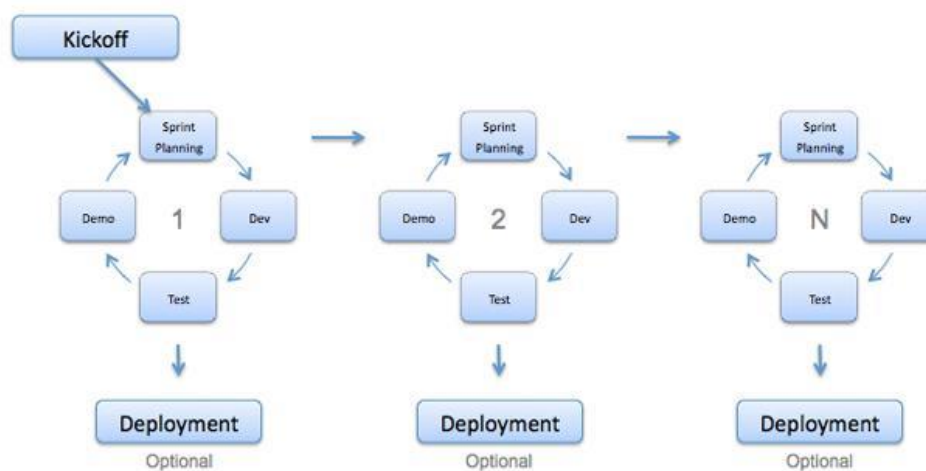 Kickoff
Sprint
Planning
Demo
1
Dev
Test
Deployment
Optional
Sprint
Planning
Demo
2
Dev
Test
Deployment
Optional
Sprint
Planning
Demo
N
Dev
Test
Deployment
Optional